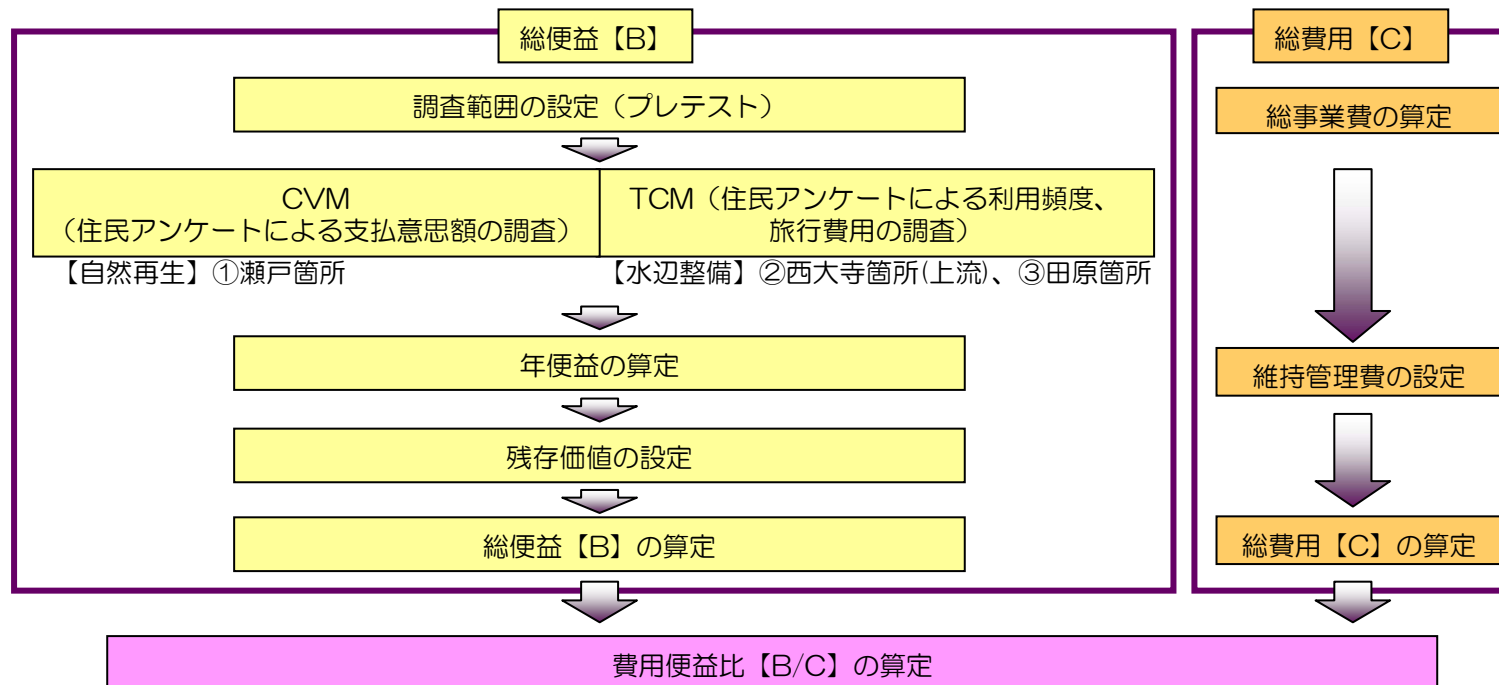 総便益【B】
調査範囲の設定（プレテスト）
CVM
（住民アンケートによる支払意思額の調査）
TCM（住民アンケートによる利用頻度、
旅行費用の調査）
【自然再生】①瀬戸箇所
【水辺整備】②西大寺箇所(上流)、③田原箇所
年便益の算定
残存価値の設定
総便益【B】の算定
総費用【C】
総事業費の算定
維持管理費の設定
総費用【C】の算定
費用便益比【B/C】の算定